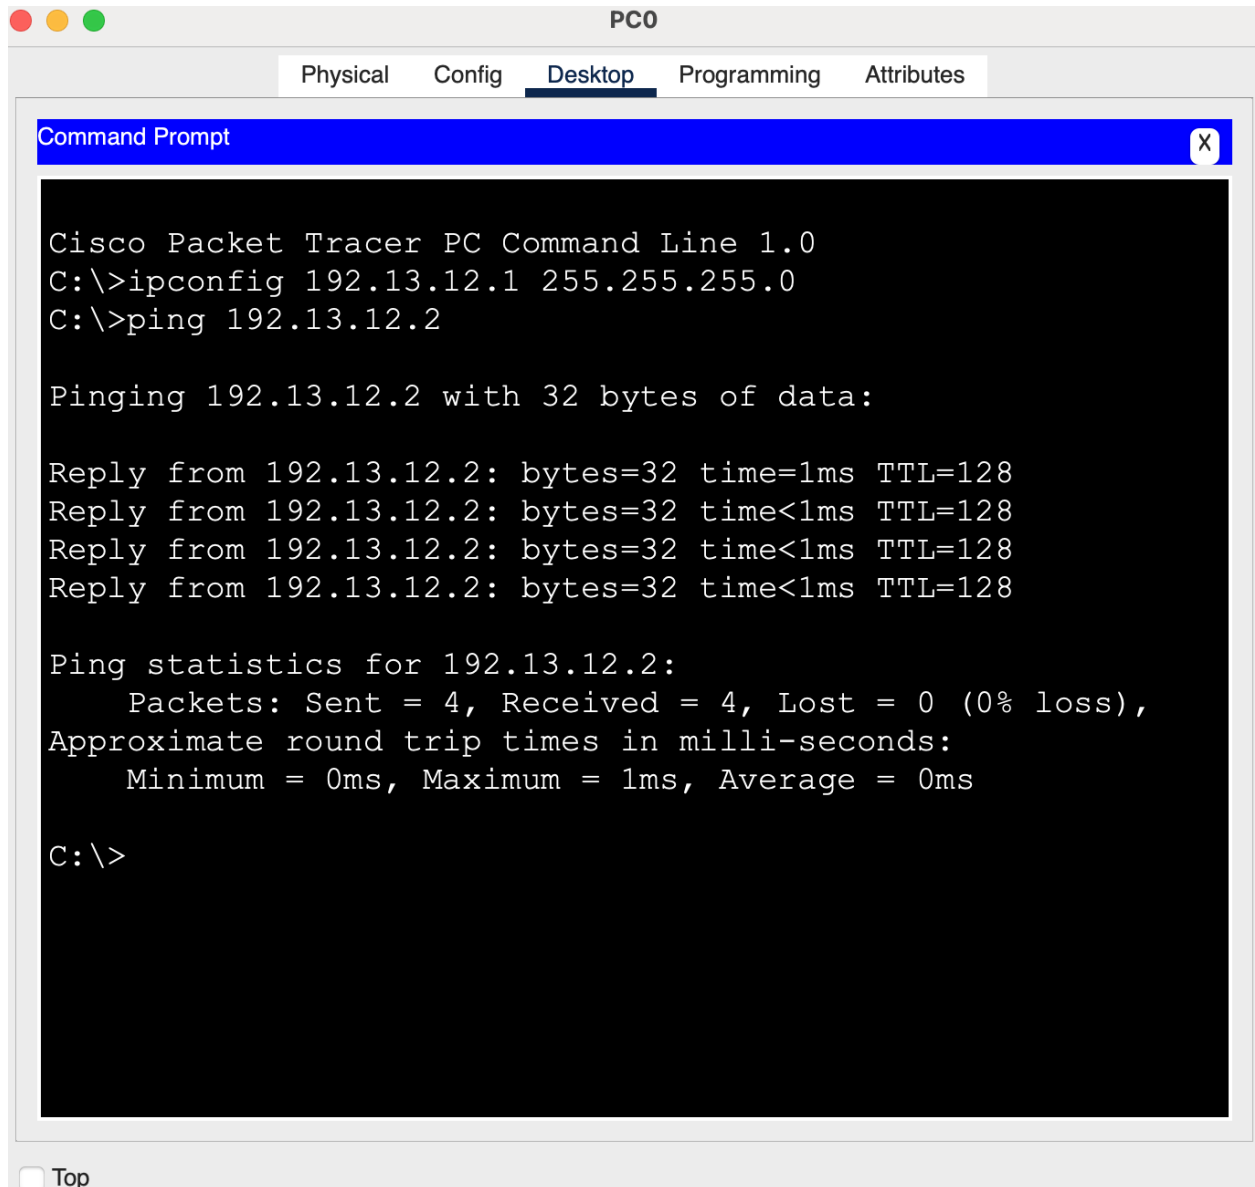 PC0
Physical Config Desktop Programming Attributes
Command Prompt X
Cisco Packet Tracer PC Command Line 1.0
C:\>ipconfig 192.13.12.1 255.255.255.0
C:\>ping 192.13.12.2
Pinging 192.13.12.2 with 32 bytes of data:
Reply from 192.13.12.2: bytes=32 time=1ms TTL=128
Reply from 192.13.12.2: bytes=32 time<1ms TTL=128
Reply from 192.13.12.2: bytes=32 time<1ms TTL=128
Reply from 192.13.12.2: bytes=32 time<1ms TTL=128
Ping statistics for 192.13.12.2:
Packets: Sent = 4, Received = 4, Lost = 0 (0% loss),
Approximate round trip times in milli-seconds:
Minimum = 0ms, Maximum = 1ms, Average = 0ms
C:\>
Top